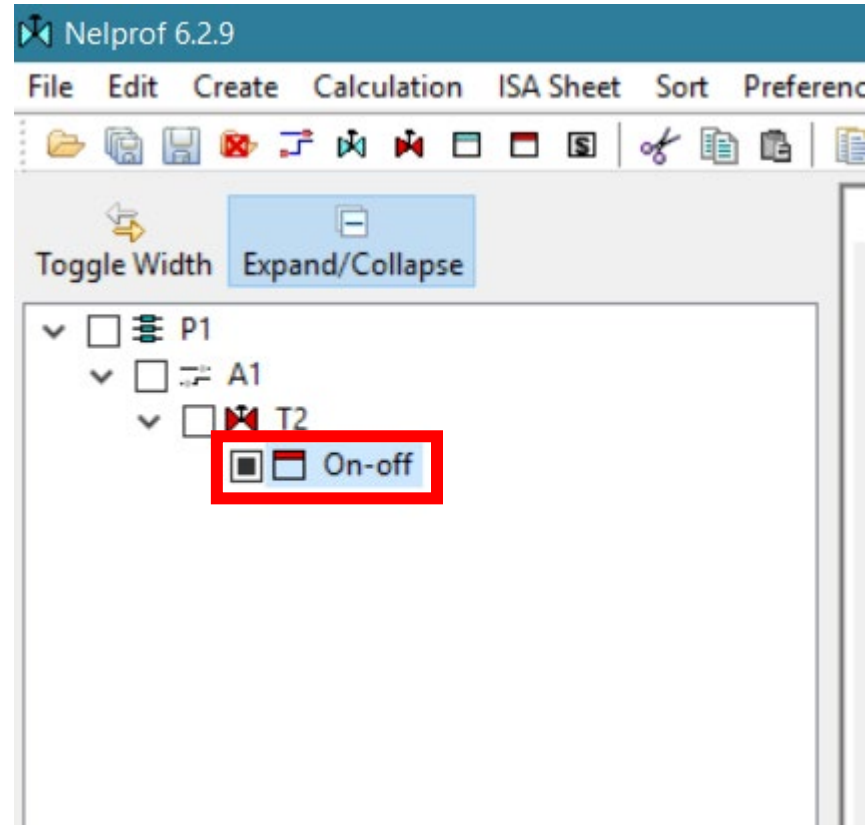 Nelprof 6.2.9
File Edit Create Calculation ISA Sheet Sort Preferenc
S
Toggle Width Expand/Collapse
P1
A1
T2
On-off